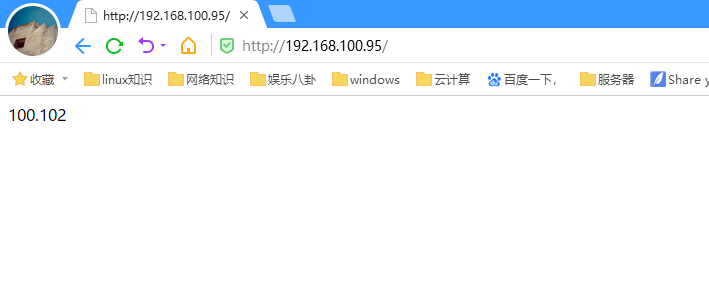 http://192.168.100.95/
http://192.168.100.95/
收藏 linux知识 网络知识 娱乐八卦 windows 云计算 百度一下， 服务器 Share y
100.102